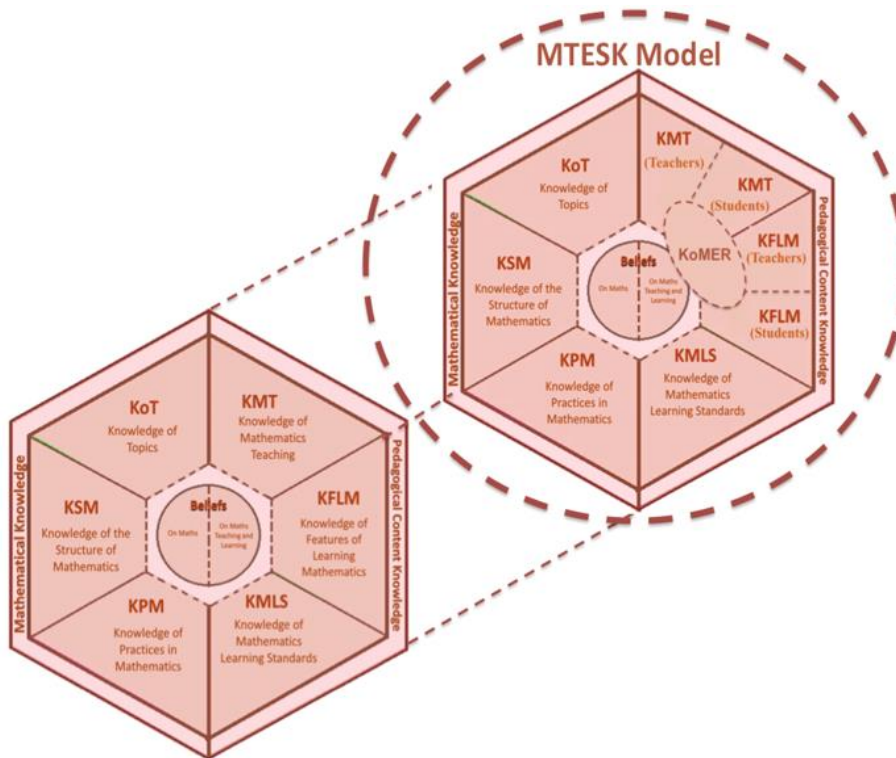 MTESK Model
Mathematical Knowledge
Pedagogical Content Knowledge
KoT
Knowledge of
Topics
KMT
(Teachers)
KMT
(Students)
KSM
Knowledge of the
Structure of
Mathematics
Beliefs
On Maths
On Maths
Teaching and
Learning
KoMER
KFLM
(Teachers)
KFLM
(Students)
KPM
Knowledge of
Practices in
Mathematics
KMLS
Knowledge of
Mathematics
Learning Standards
Mathematical Knowledge
Pedagogical Content Knowledge
KoT
Knowledge of
Topics
KMT
Knowledge of
Mathematics
Teaching
KSM
Knowledge of the
Structure of
Mathematics
Beliefs
On Maths
On Maths
Teaching and
Learning
KFLM
Knowledge of
Features of
Learning
Mathematics
KPM
Knowledge of
Practices in
Mathematics
KMLS
Knowledge of
Mathematics
Learning Standards